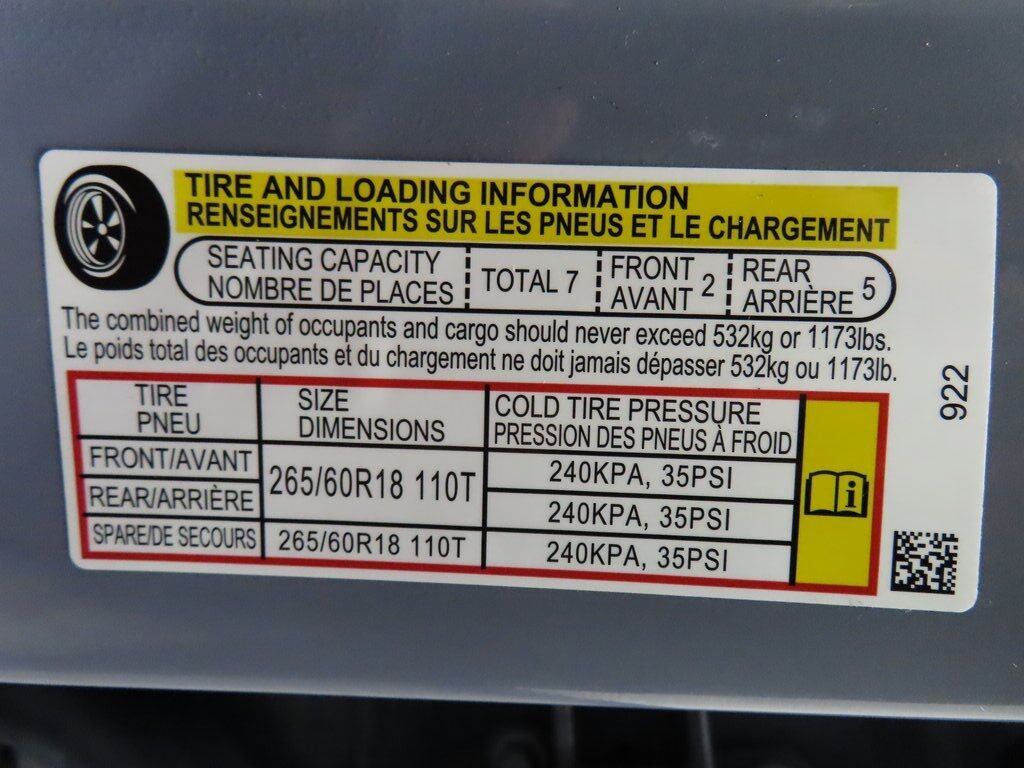 TIRE AND LOADING INFORMATION
RENSEIGNEMENTS SUR LES PNEUS ET LE CHARGEMENT
SEATING CAPACITY
NOMBRE DE PLACES
TOTAL 7
FRONT
AVANT 2
REAR
ARRIÈRE 5
The combined weight of occupants and cargo should never exceed 532kg or 1173lbs.
Le poids total des occupants et du chargement ne doit jamais dépasser 532kg ou 1173lb.
922
TIRE
PNEU
SIZE
DIMENSIONS
COLD TIRE PRESSURE
PRESSION DES PNEUS À FROID
FRONT/AVANT
265/60R18 110T
240KPA, 35PSI
REAR/ARRIÈRE
240KPA, 35PSI
SPARE/DE SECOURS
265/60R18 110T
240KPA, 35PSI
i